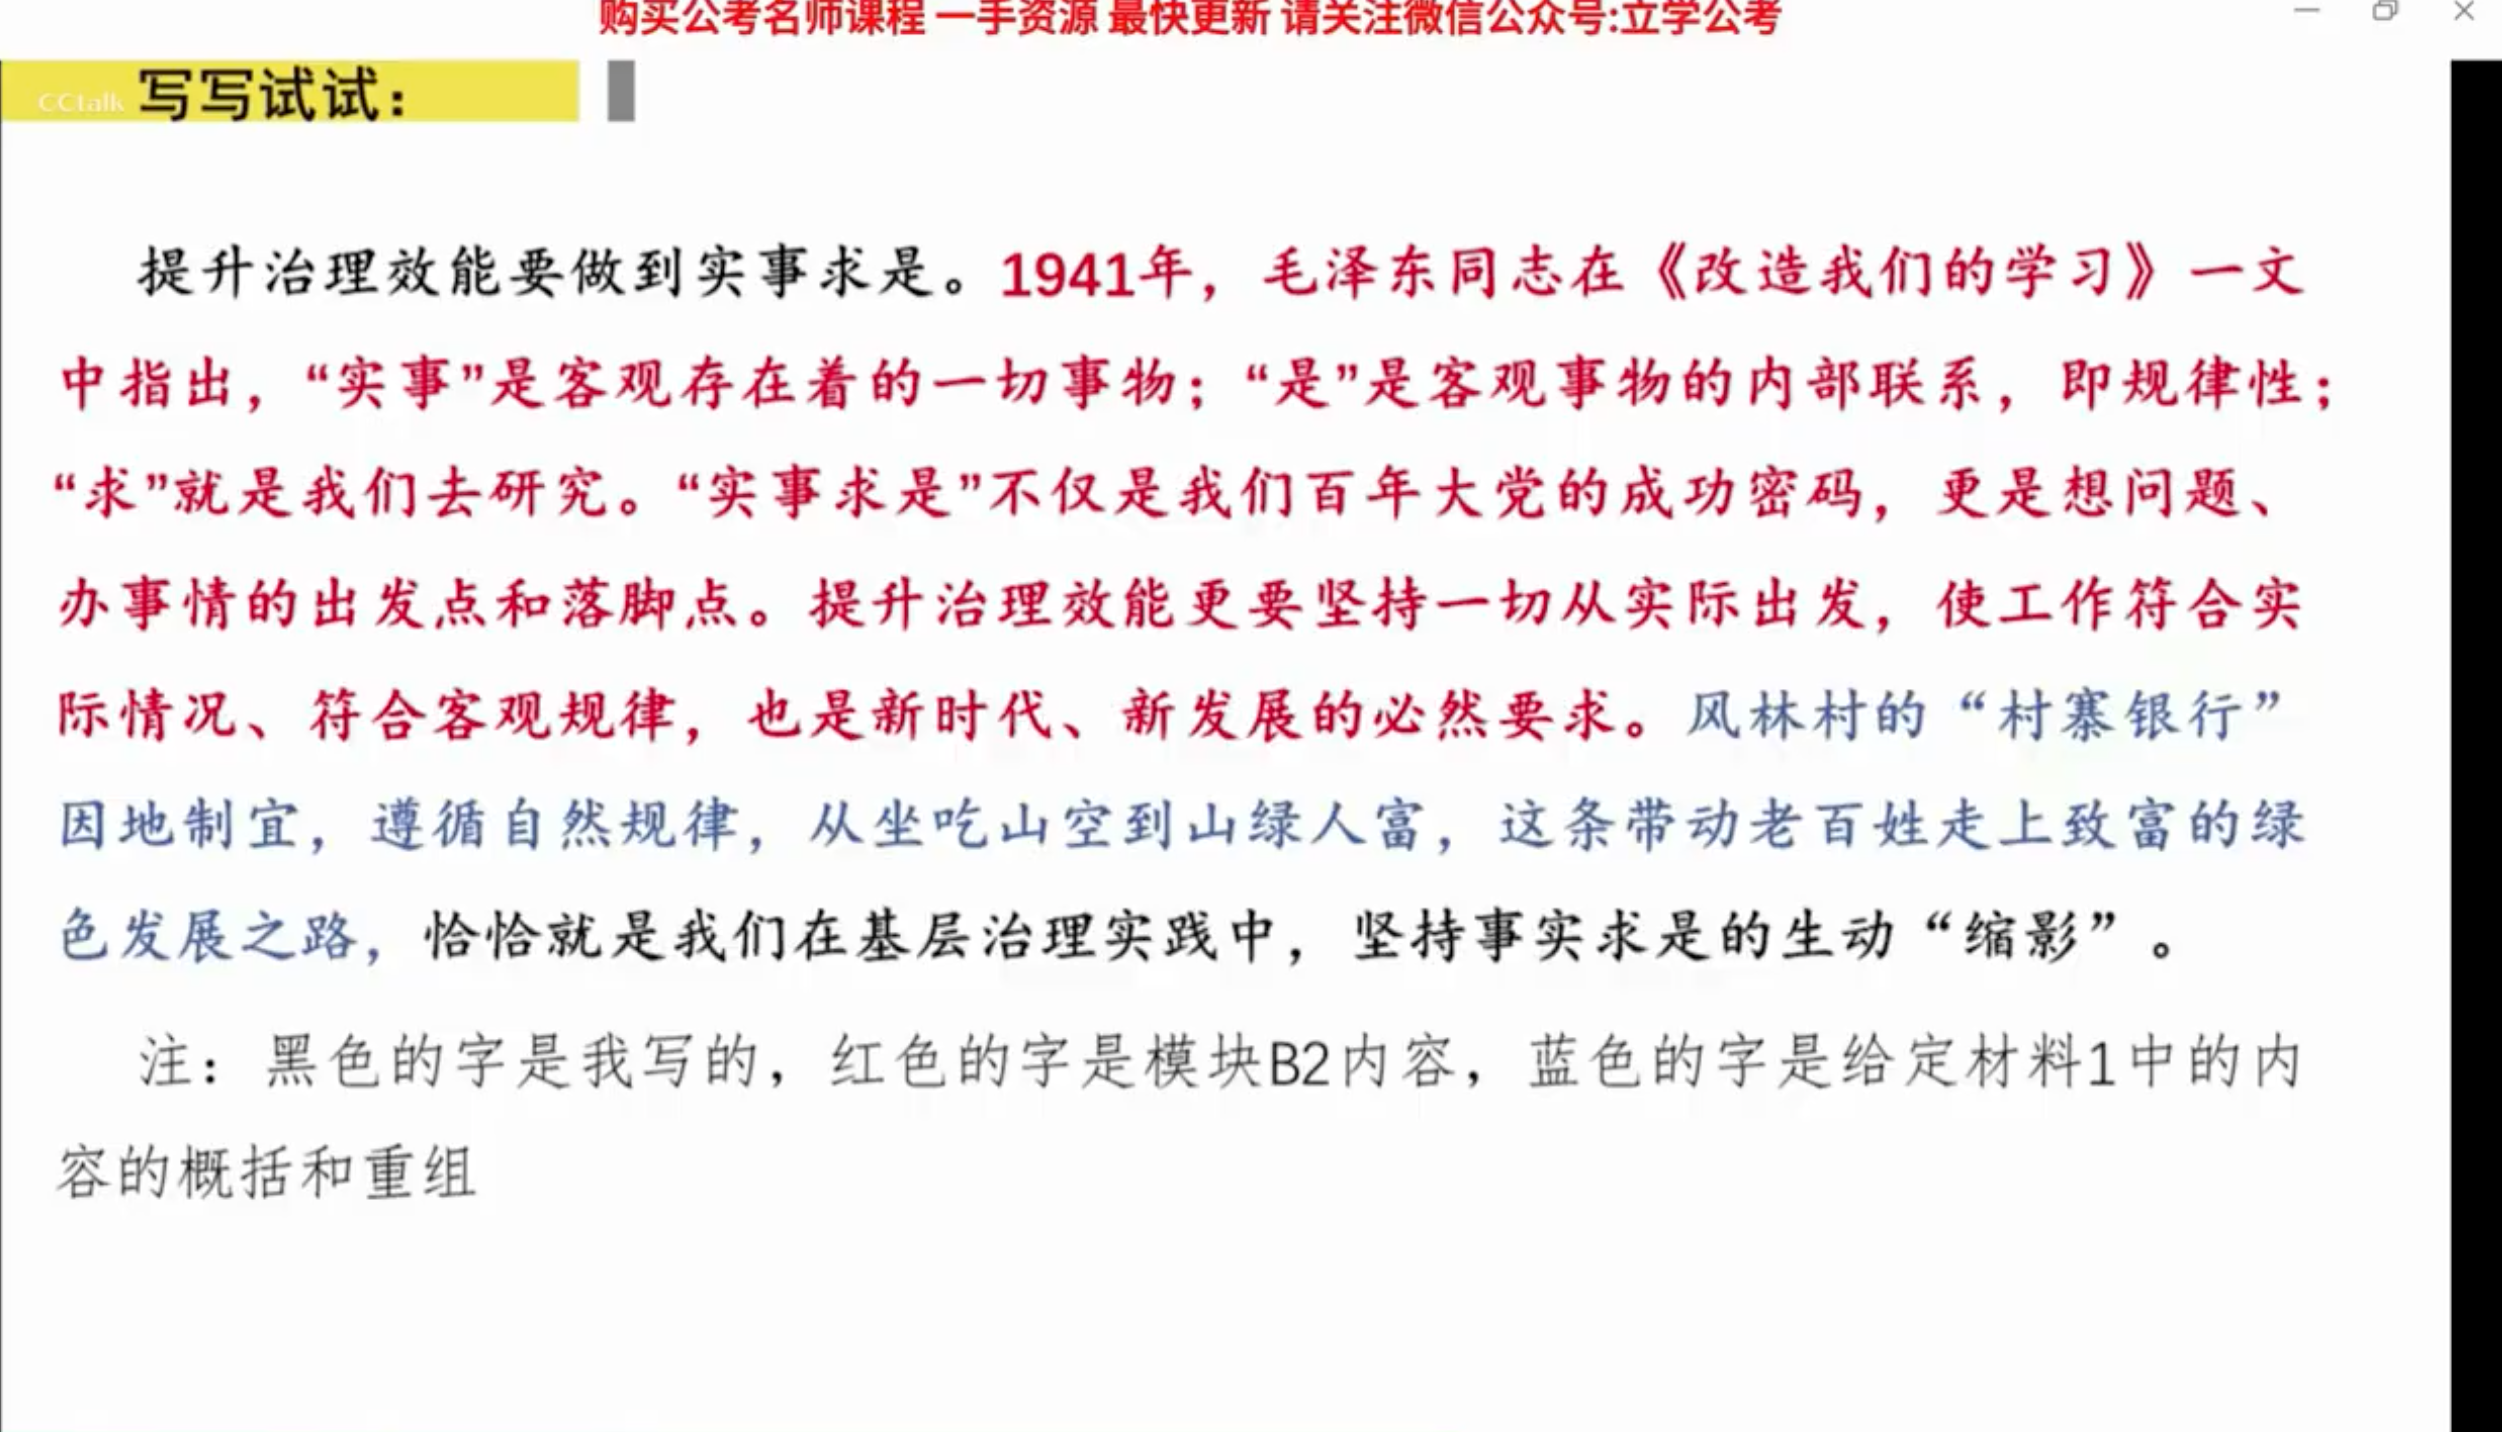 购买公考名师课程 一手资源 最快更新 请关注微信公众号:立学公考
CCtalk 写写试试：
提升治理效能要做到实事求是。1941年，毛泽东同志在《改造我们的学习》一文
中指出，“实事”是客观存在着的一切事物；“是”是客观事物的内部联系，即规律性；
“求”就是我们去研究。“实事求是”不仅是我们百年大党的成功密码，更是想问题、
办事情的出发点和落脚点。提升治理效能更要坚持一切从实际出发，使工作符合实
际情况、符合客观规律，也是新时代、新发展的必然要求。风林村的“村寨银行”
因地制宜，遵循自然规律，从坐吃山空到山绿人富，这条带动老百姓走上致富的绿
色发展之路，恰恰就是我们在基层治理实践中，坚持事实求是的生动“缩影”。
注：黑色的字是我写的，红色的字是模块B2内容，蓝色的字是给定材料1中的内
容的概括和重组